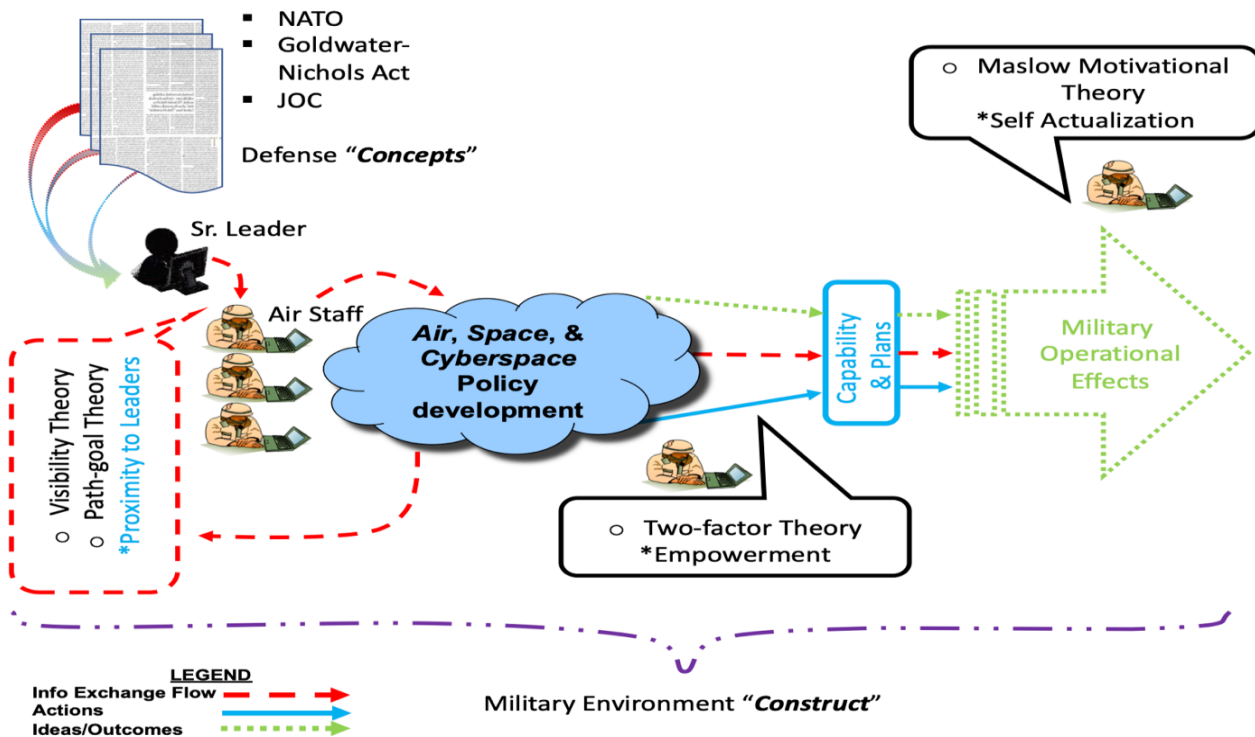 ▪ NATO
▪ Goldwater-
Nichols Act
▪ JOC
Defense “Concepts”
Sr. Leader
Air Staff
○ Visibility Theory
○ Path-goal Theory
*Proximity to Leaders
Air, Space, &
Cyberspace
Policy
development
Capability
& Plans
Military
Operational
Effects
○ Maslow Motivational
Theory
*Self Actualization
○ Two-factor Theory
*Empowerment
Military Environment “Construct”
LEGEND
Info Exchange Flow
Actions
Ideas/Outcomes